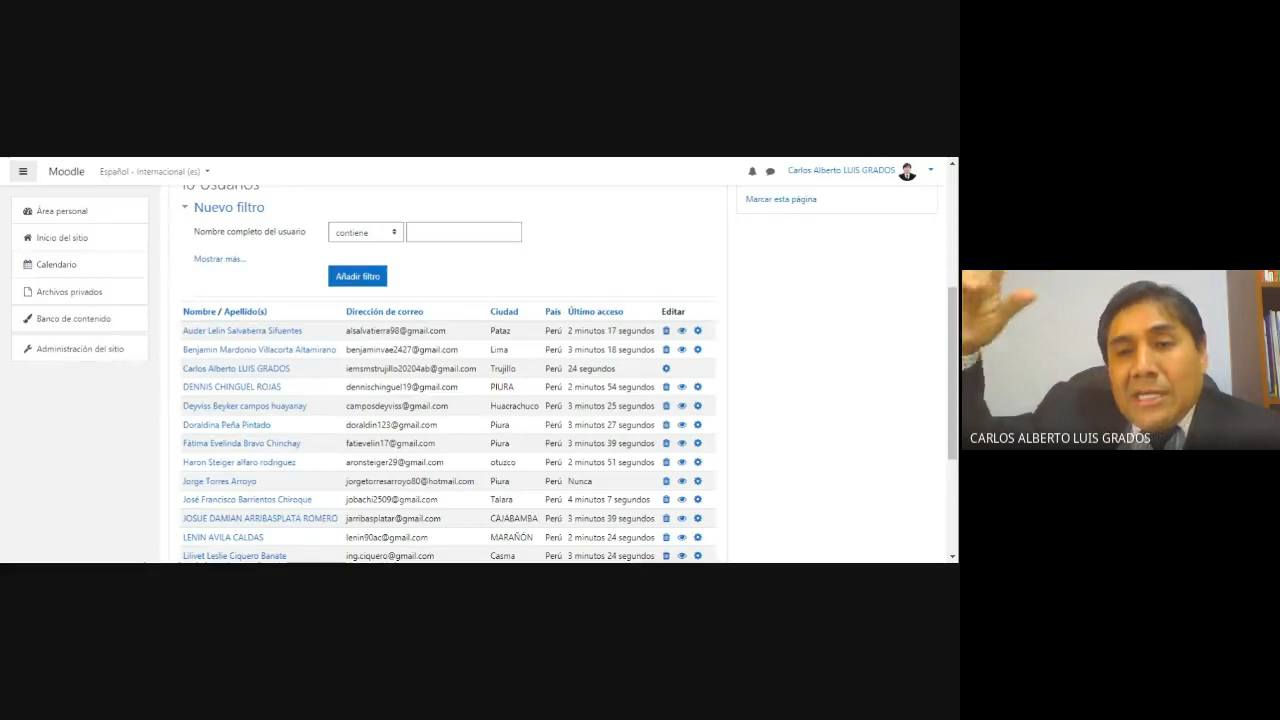 Moodle Español - Internacional (es) Carlos Alberto LUIS GRADOS
Usuarios
Área personal
Inicio del sitio
Calendario
Archivos privados
Banco de contenido
Administración del sitio
Nuevo filtro
Nombre completo del usuario contiene
Mostrar más...
Añadir filtro
Marcar esta página
Nombre / Apellido(s) Dirección de correo Ciudad País Último acceso Editar
Auder Lelin Salvatierra Sifuentes alsalvatierra98@gmail.com Pataz Perú 2 minutos 17 segundos
Benjamin Mardonio Villacorta Altamirano benjaminvae2427@gmail.com Lima Perú 3 minutos 18 segundos
Carlos Alberto LUIS GRADOS iemsmstrujillo20204ab@gmail.com Trujillo Perú 24 segundos
DENNIS CHINGUEL ROJAS dennischinguel19@gmail.com PIURA Perú 2 minutos 54 segundos
Deyviss Beyker campos huayanay camposdeyviss@gmail.com Huacrachuco Perú 3 minutos 25 segundos
Doraldina Peña Pintado doraldin123@gmail.com Piura Perú 3 minutos 27 segundos
Fátima Evelinda Bravo Chinchay fatievelin17@gmail.com Piura Perú 3 minutos 39 segundos
Haron Steiger alfaro rodriguez aronsteiger29@gmail.com otuzco Perú 2 minutos 51 segundos
Jorge Torres Arroyo jorgetorresarroyo80@hotmail.com Piura Perú Nunca
José Francisco Barrientos Chiroque jobachi2509@gmail.com Talara Perú 4 minutos 7 segundos
JOSUE DAMIAN ARRIBASPLATA ROMERO jarribasplatar@gmail.com CAJABAMBA Perú 3 minutos 39 segundos
LENIN AVILA CALDAS lenin90ac@gmail.com MARAÑÓN Perú 2 minutos 24 segundos
Lilivet Leslie Ciquero Banate ing.ciquero@gmail.com Casma Perú 3 minutos 24 segundos
CARLOS ALBERTO LUIS GRADOS